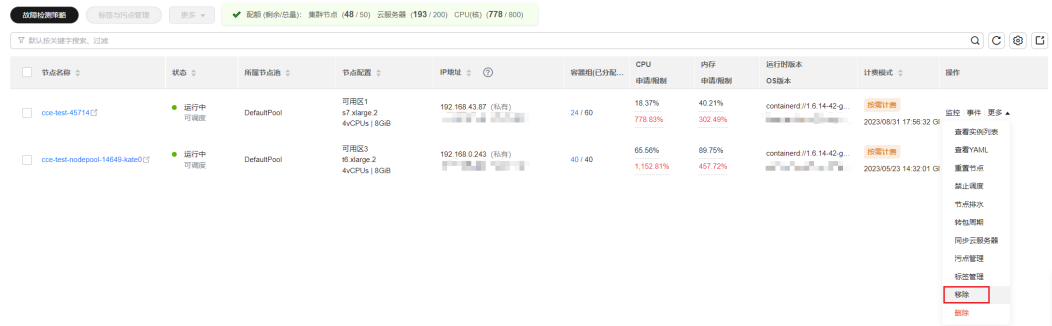 故障检测策略 标签与污点管理 更多 配额 (剩余/总量): 集群节点 (48 / 50) 云服务器 (193 / 200) CPU(核) (778 / 800)
默认按关键字搜索、过滤
节点名称 状态 所属节点池 节点配置 IP地址 容器组(已分配... CPU 申请/限制 内存 申请/限制 运行时版本 OS版本 计费模式 操作
cce-test-45714 运行中 可调度 DefaultPool 可用区1 s7.xlarge.2 4vCPUs | 8GiB 192.168.43.87 (私有) 24 / 60 18.37% 778.83% 40.21% 302.49% containerd://1.6.14-42-g... 按需计费 2023/08/31 17:56:32 GI 监控 事件 更多
cce-test-nodepool-14649-kate0 运行中 可调度 DefaultPool 可用区3 t6.xlarge.2 4vCPUs | 8GiB 192.168.0.243 (私有) 40 / 40 65.56% 1,152.81% 89.75% 457.72% containerd://1.6.14-42-g... 按需计费 2023/05/23 14:32:01 GI
查看实例列表
查看YAML
重置节点
禁止调度
节点排水
转包周期
同步云服务器
污点管理
标签管理
移除
删除